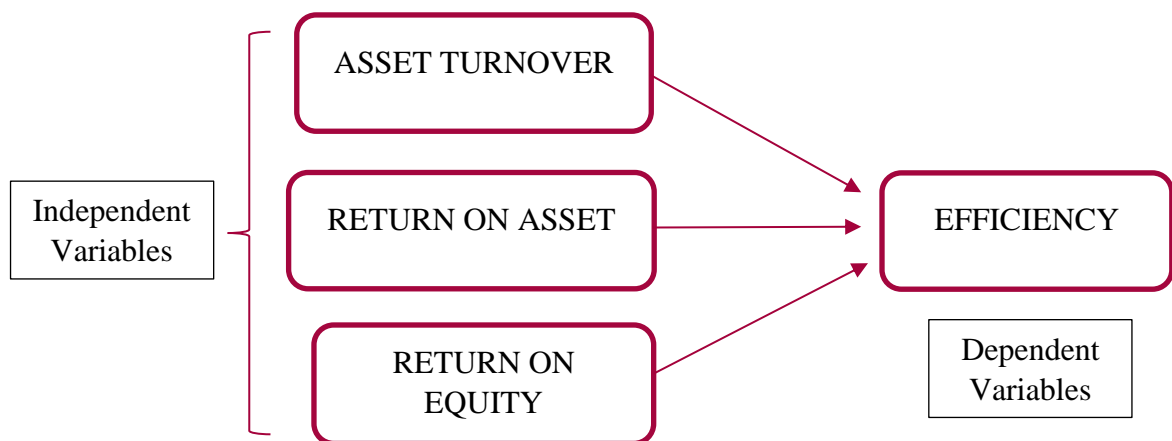 ASSET TURNOVER
Independent
Variables
RETURN ON ASSET
EFFICIENCY
RETURN ON
EQUITY
Dependent
Variables